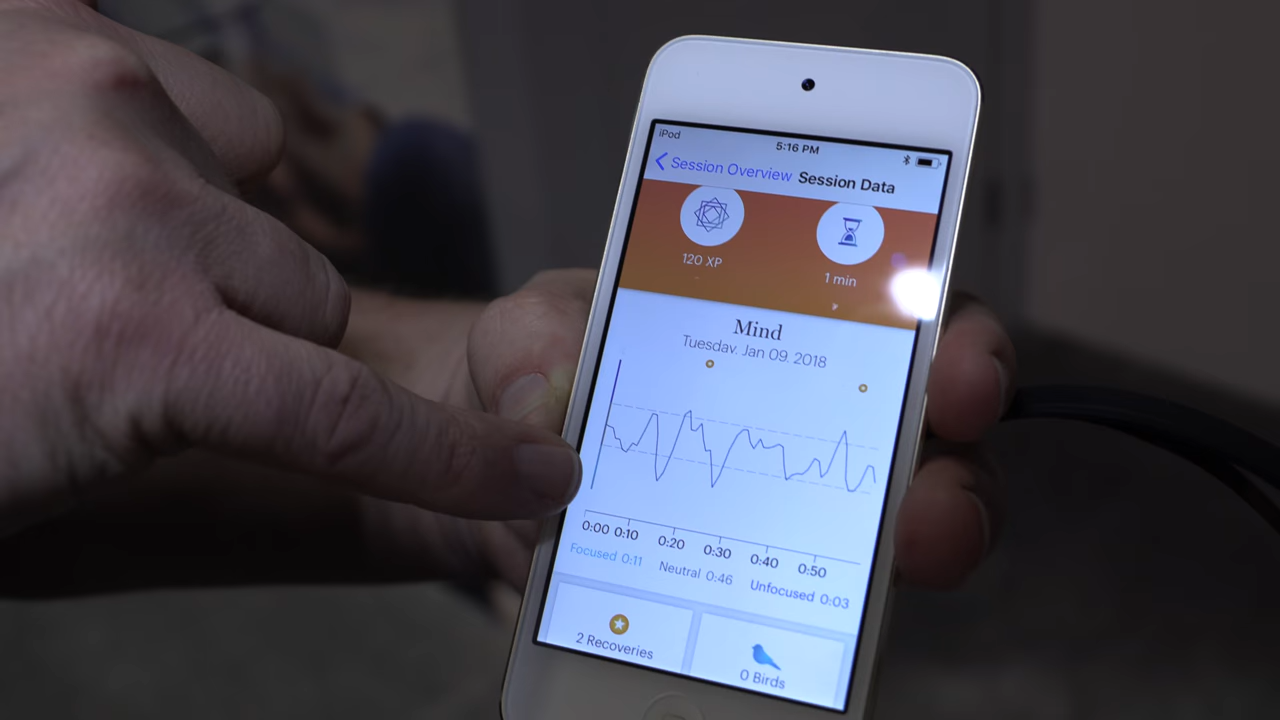 iPod
5:16 PM
Session Overview Session Data
120 XP
1 min
Mind
Tuesday, Jan 09, 2018
0:00 0:10 0:20 0:30 0:40 0:50
Focused 0:11 Neutral 0:46 Unfocused 0:03
2 Recoveries
0 Birds